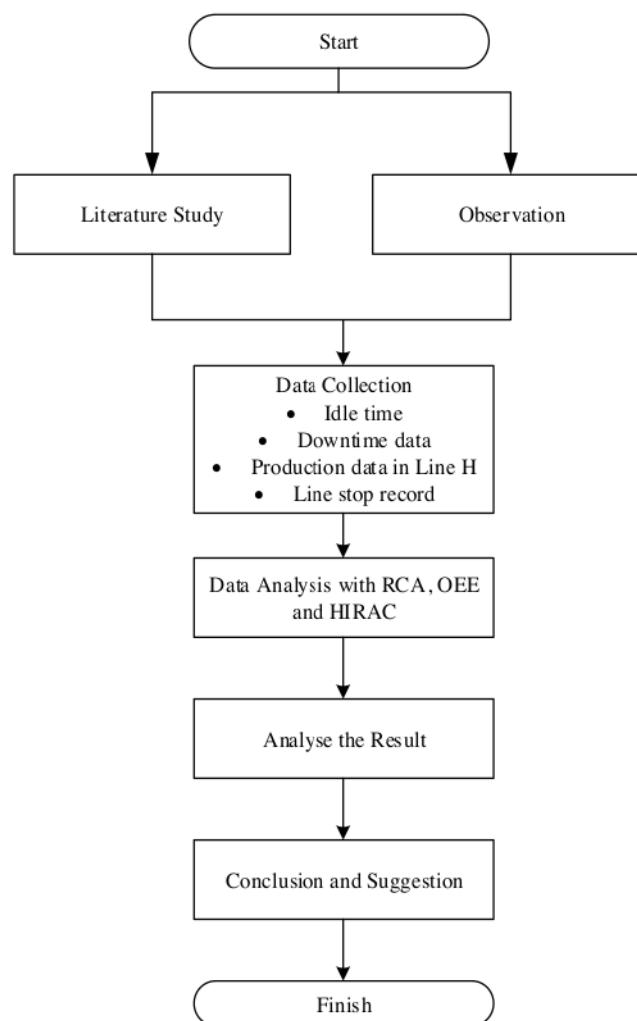 Start
Literature Study
Observation
Data Collection
• Idle time
• Downtime data
• Production data in Line H
• Line stop record
Data Analysis with RCA, OEE
and HIRAC
Analyse the Result
Conclusion and Suggestion
Finish